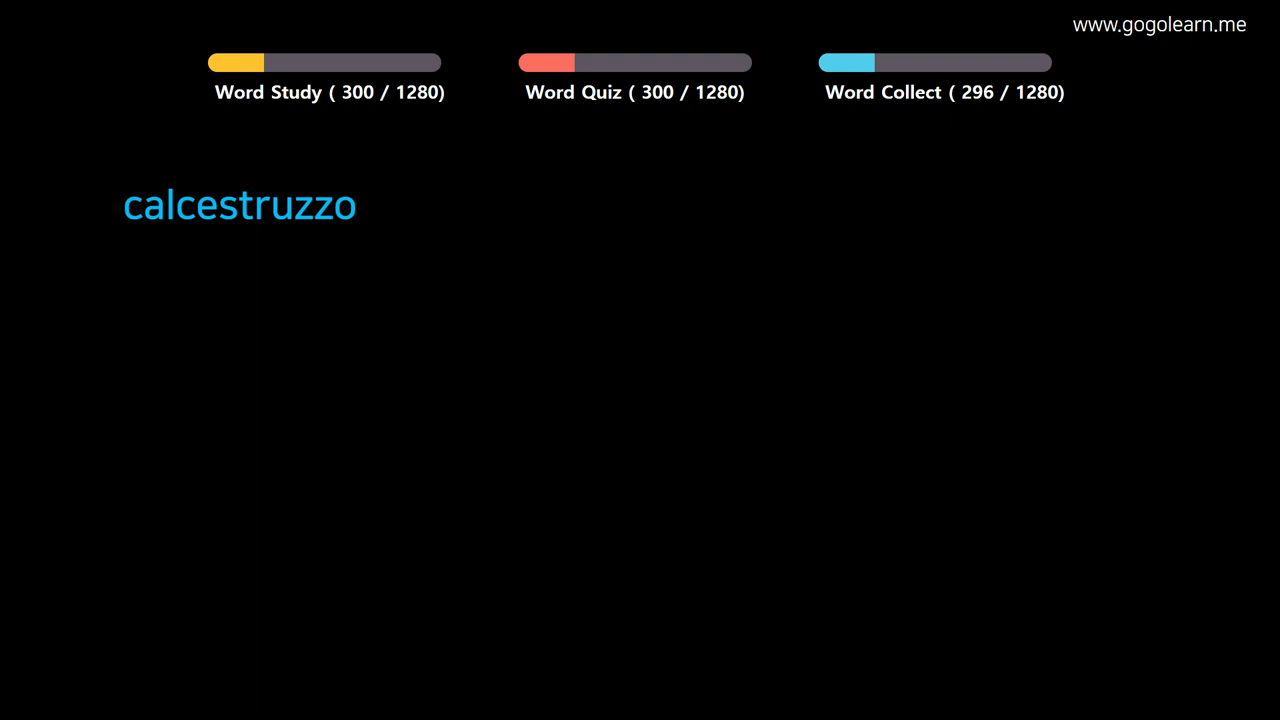 www.gogolearn.me
Word Study ( 300 / 1280)
Word Quiz ( 300 / 1280)
Word Collect ( 296 / 1280)
calcestruzzo